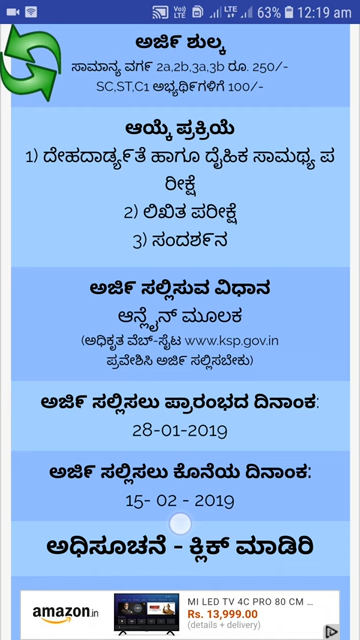 63% 12:19 am
ಅರ್ಜಿ ಶುಲ್ಕ
ಸಾಮಾನ್ಯ ವರ್ಗ 2a,2b,3a,3b ರೂ. 250/-
SC,ST,C1 ಅಭ್ಯರ್ಥಿಗಳಿಗೆ 100/-
ಆಯ್ಕೆ ಪ್ರಕ್ರಿಯೆ
1) ದೇಹದಾರ್ಡ್ಯತೆ ಹಾಗೂ ದೈಹಿಕ ಸಾಮರ್ಥ್ಯ ಪ
ರೀಕ್ಷೆ
2) ಲಿಖಿತ ಪರೀಕ್ಷೆ
3) ಸಂದರ್ಶನ
ಅರ್ಜಿ ಸಲ್ಲಿಸುವ ವಿಧಾನ
ಆನ್ಲೈನ್ ಮೂಲಕ
(ಅಧಿಕೃತ ವೆಬ್-ಸೈಟ www.ksp.gov.in
ಪ್ರವೇಶಿಸಿ ಅರ್ಜಿ ಸಲ್ಲಿಸಬೇಕು)
ಅರ್ಜಿ ಸಲ್ಲಿಸಲು ಪ್ರಾರಂಭದ ದಿನಾಂಕ:
28-01-2019
ಅರ್ಜಿ ಸಲ್ಲಿಸಲು ಕೊನೆಯ ದಿನಾಂಕ:
15- 02 - 2019
ಅಧಿಸೂಚನೆ - ಕ್ಲಿಕ್ ಮಾಡಿರಿ
amazon.in
MI LED TV 4C PRO 80 CM ...
Rs. 13,999.00
(details + delivery)